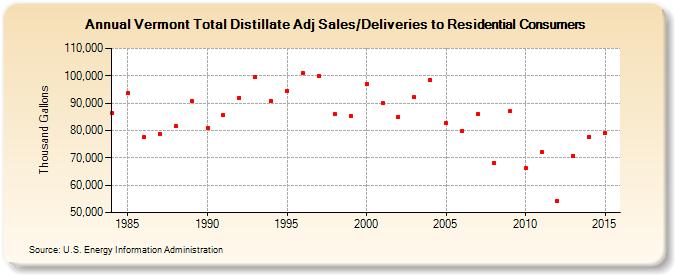 Annual Vermont Total Distillate Adj Sales/Deliveries to Residential Consumers
Thousand Gallons
110,000
100,000
90,000
80,000
70,000
60,000
50,000
1985 1990 1995 2000 2005 2010 2015
Source: U.S. Energy Information Administration